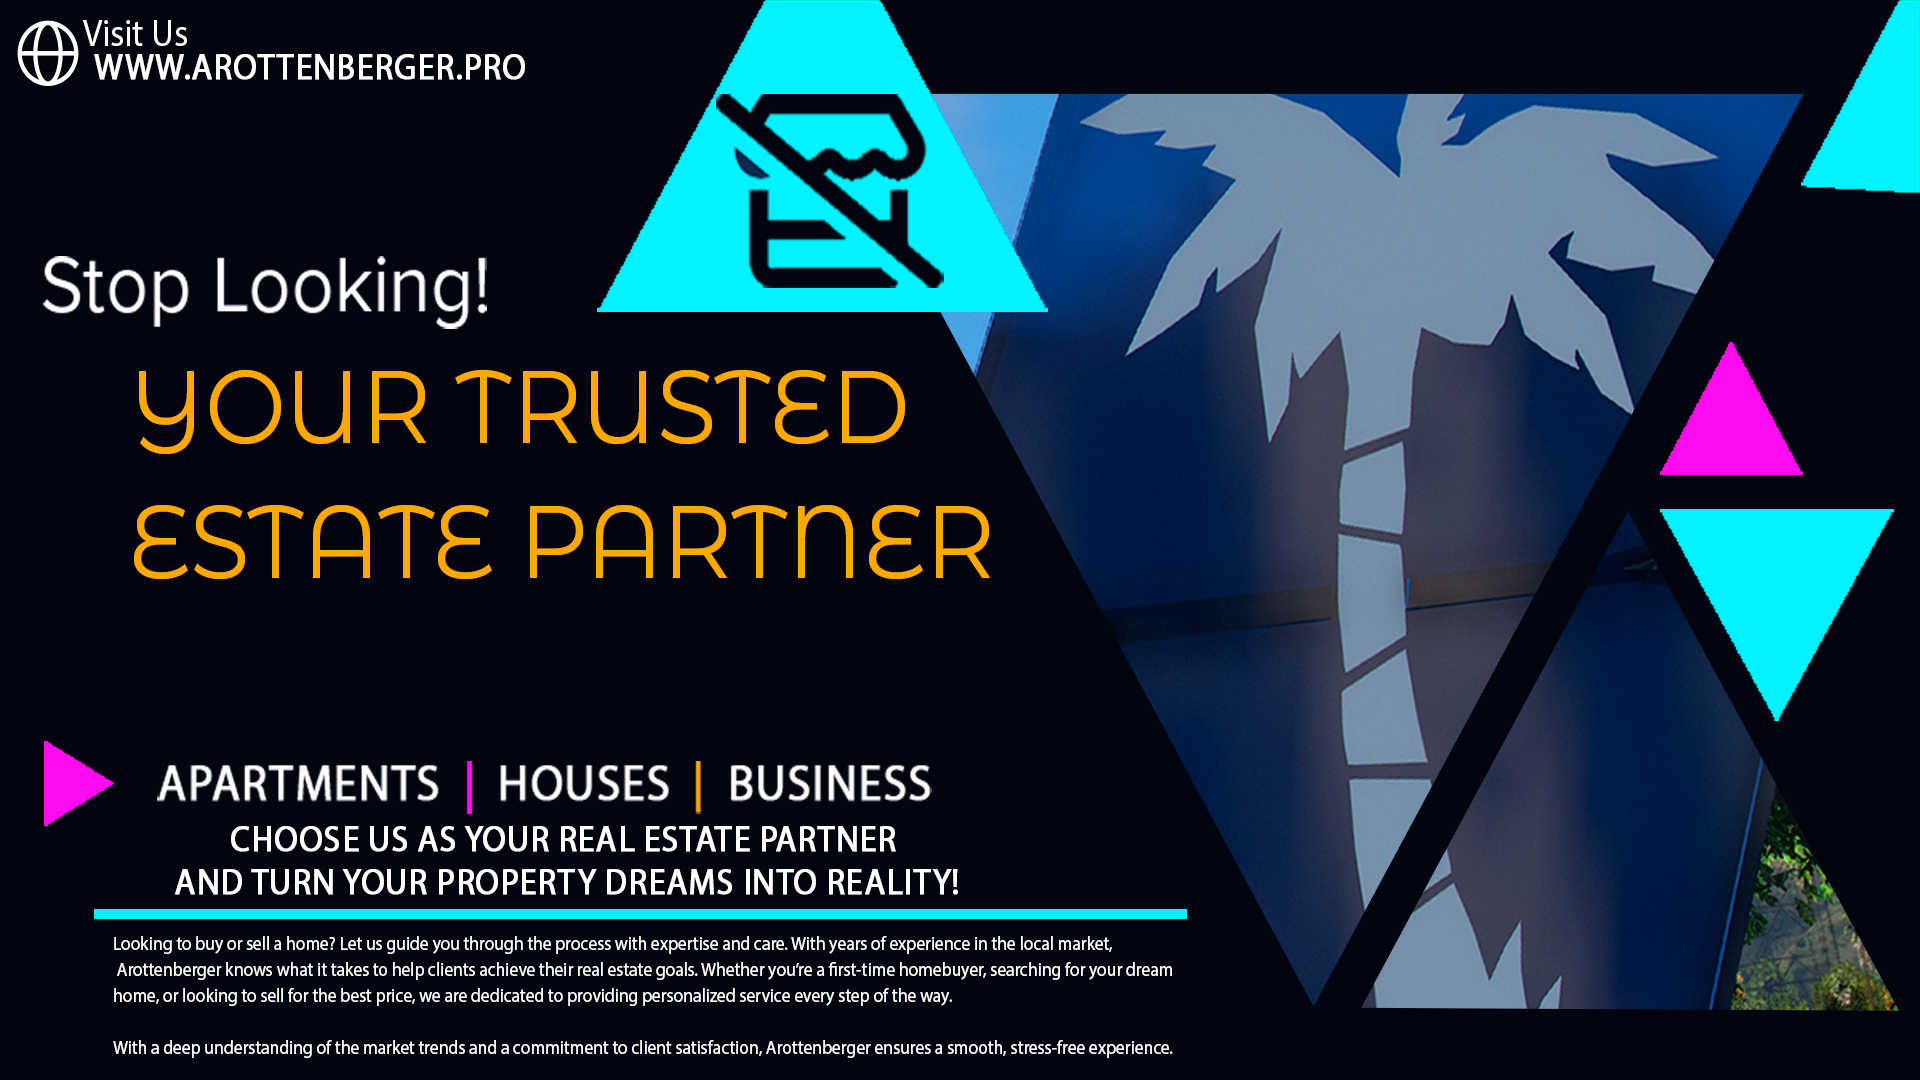 Visit Us
WWW.AROTTENBERGER.PRO
Stop Looking!
YOUR TRUSTED
ESTATE PARTNER
APARTMENTS | HOUSES | BUSINESS
CHOOSE US AS YOUR REAL ESTATE PARTNER
AND TURN YOUR PROPERTY DREAMS INTO REALITY!
Looking to buy or sell a home? Let us guide you through the process with expertise and care. With years of experience in the local market,
Arottenberger knows what it takes to help clients achieve their real estate goals. Whether you're a first-time homebuyer, searching for your dream
home, or looking to sell for the best price, we are dedicated to providing personalized service every step of the way.
With a deep understanding of the market trends and a commitment to client satisfaction, Arottenberger ensures a smooth, stress-free experience.